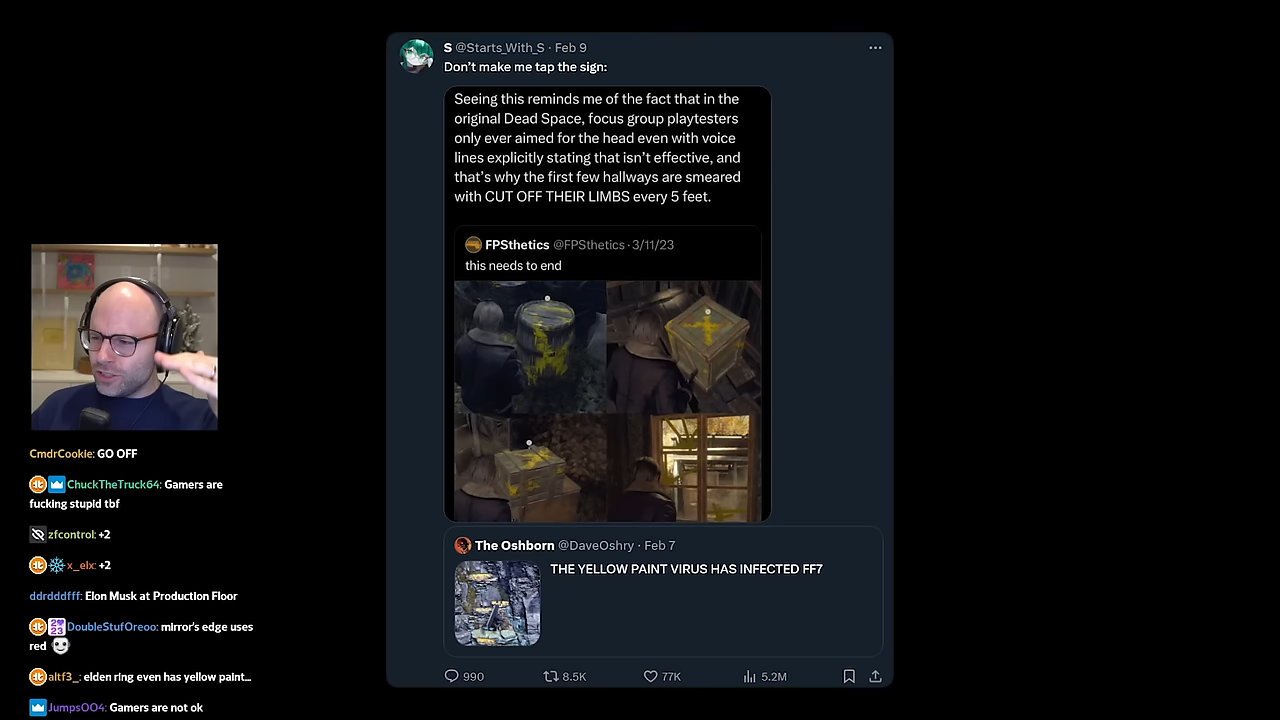 S @Starts_With_S · Feb 9
Don’t make me tap the sign:
Seeing this reminds me of the fact that in the
original Dead Space, focus group playtesters
only ever aimed for the head even with voice
lines explicitly stating that isn’t effective, and
that’s why the first few hallways are smeared
with CUT OFF THEIR LIMBS every 5 feet.
FPSthetics @FPSthetics · 3/11/23
this needs to end
The Oshborn @DaveOshry · Feb 7
THE YELLOW PAINT VIRUS HAS INFECTED FF7
990 8.5K 77K 5.2M
CmdrCookie: GO OFF
ChuckTheTruck64: Gamers are
fucking stupid tbf
zfcontrol: +2
x_elx: +2
ddrdddfff: Elon Musk at Production Floor
DoubleStufOreoo: mirror's edge uses
red
altf3_: elden ring even has yellow paint...
JumpsOO4: Gamers are not ok